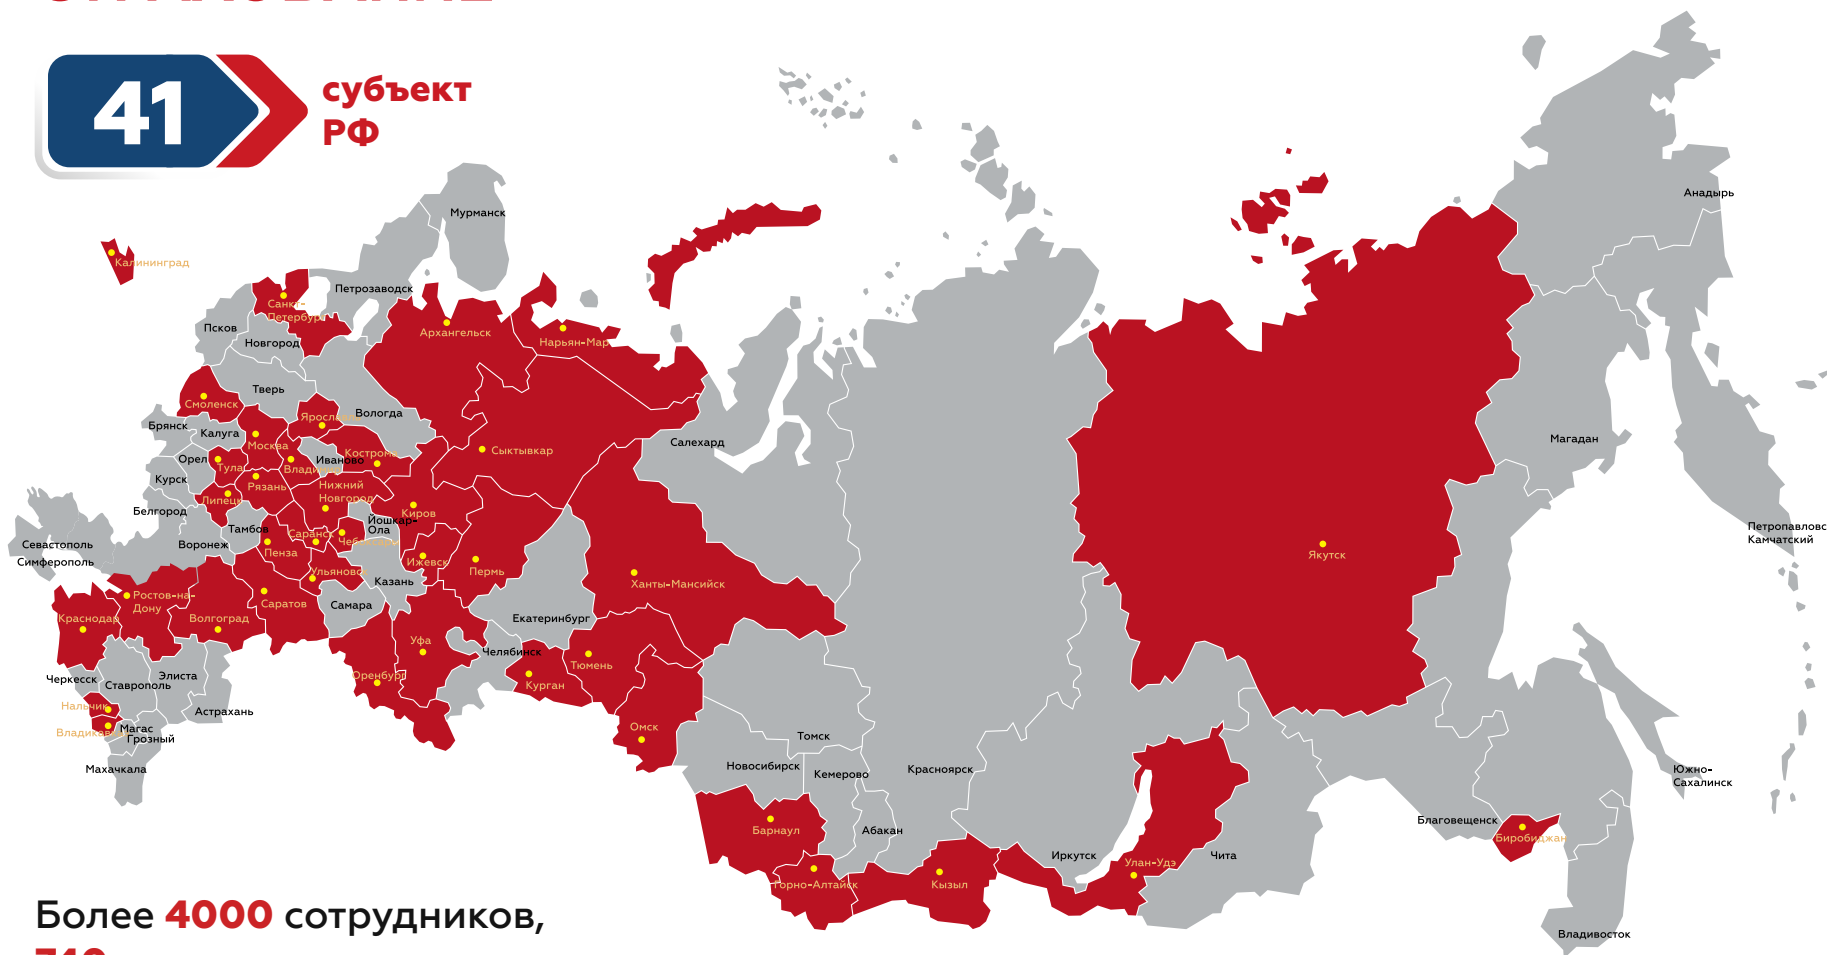 41
субъект
РФ
Анадырь
Мурманск
Калининград
Петрозаводск
Санкт-
Петербург
Псков
Архангельск
Новгород
Нарьян-Мар
Тверь
Смоленск
Ярославль
Вологда
Брянск
Калуга
Москва
Салехард
Магадан
Сыктывкар
Орел
Тула
Владимир
Иваново
Кострома
Курск
Рязань
Нижний
Новгород
Липецк
Белгород
Киров
Йошкар-
Ола
Тамбов
Саранск
Чебоксары
Петропавловс
Камчатский
Севастополь
Воронеж
Пенза
Якутск
Симферополь
Ижевск
Пермь
Ульяновск
Казань
Ханты-Мансийск
Ростов-на-
Дону
Саратов
Самара
Краснодар
Волгоград
Екатеринбург
Уфа
Челябинск
Тюмень
Черкесск
Ставрополь
Элиста
Оренбург
Курган
Нальчик
Астрахань
Владикавказ
Магас
Грозный
Омск
Томск
Махачкала
Новосибирск
Кемерово
Красноярск
Южно-
Сахалинск
Барнаул
Абакан
Благовещенск
Биробиджан
Иркутск
Улан-Удэ
Чита
Горно-Алтайск
Кызыл
Более 4000 сотрудников,
Владивосток